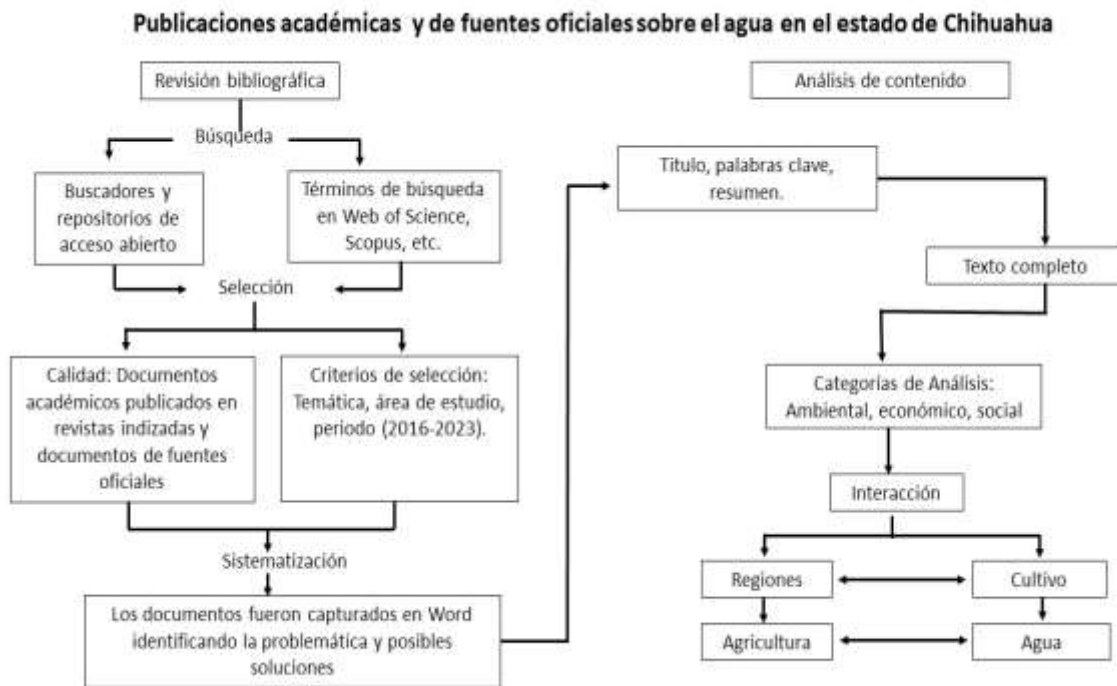 Publicaciones académicas y de fuentes oficiales sobre el agua en el estado de Chihuahua
Revisión bibliográfica
Búsqueda
Buscadores y
repositorios de
acceso abierto
Términos de búsqueda
en Web of Science,
Scopus, etc.
Selección
Calidad: Documentos
académicos publicados en
revistas indizadas y
documentos de fuentes
oficiales
Criterios de selección:
Temática, área de estudio,
periodo (2016-2023).
Sistematización
Los documentos fueron capturados en Word
identificando la problemática y posibles
soluciones
Análisis de contenido
Titulo, palabras clave,
resumen.
Texto completo
Categorías de Análisis:
Ambiental, económico, social
Interacción
Regiones
Cultivo
Agricultura
Agua